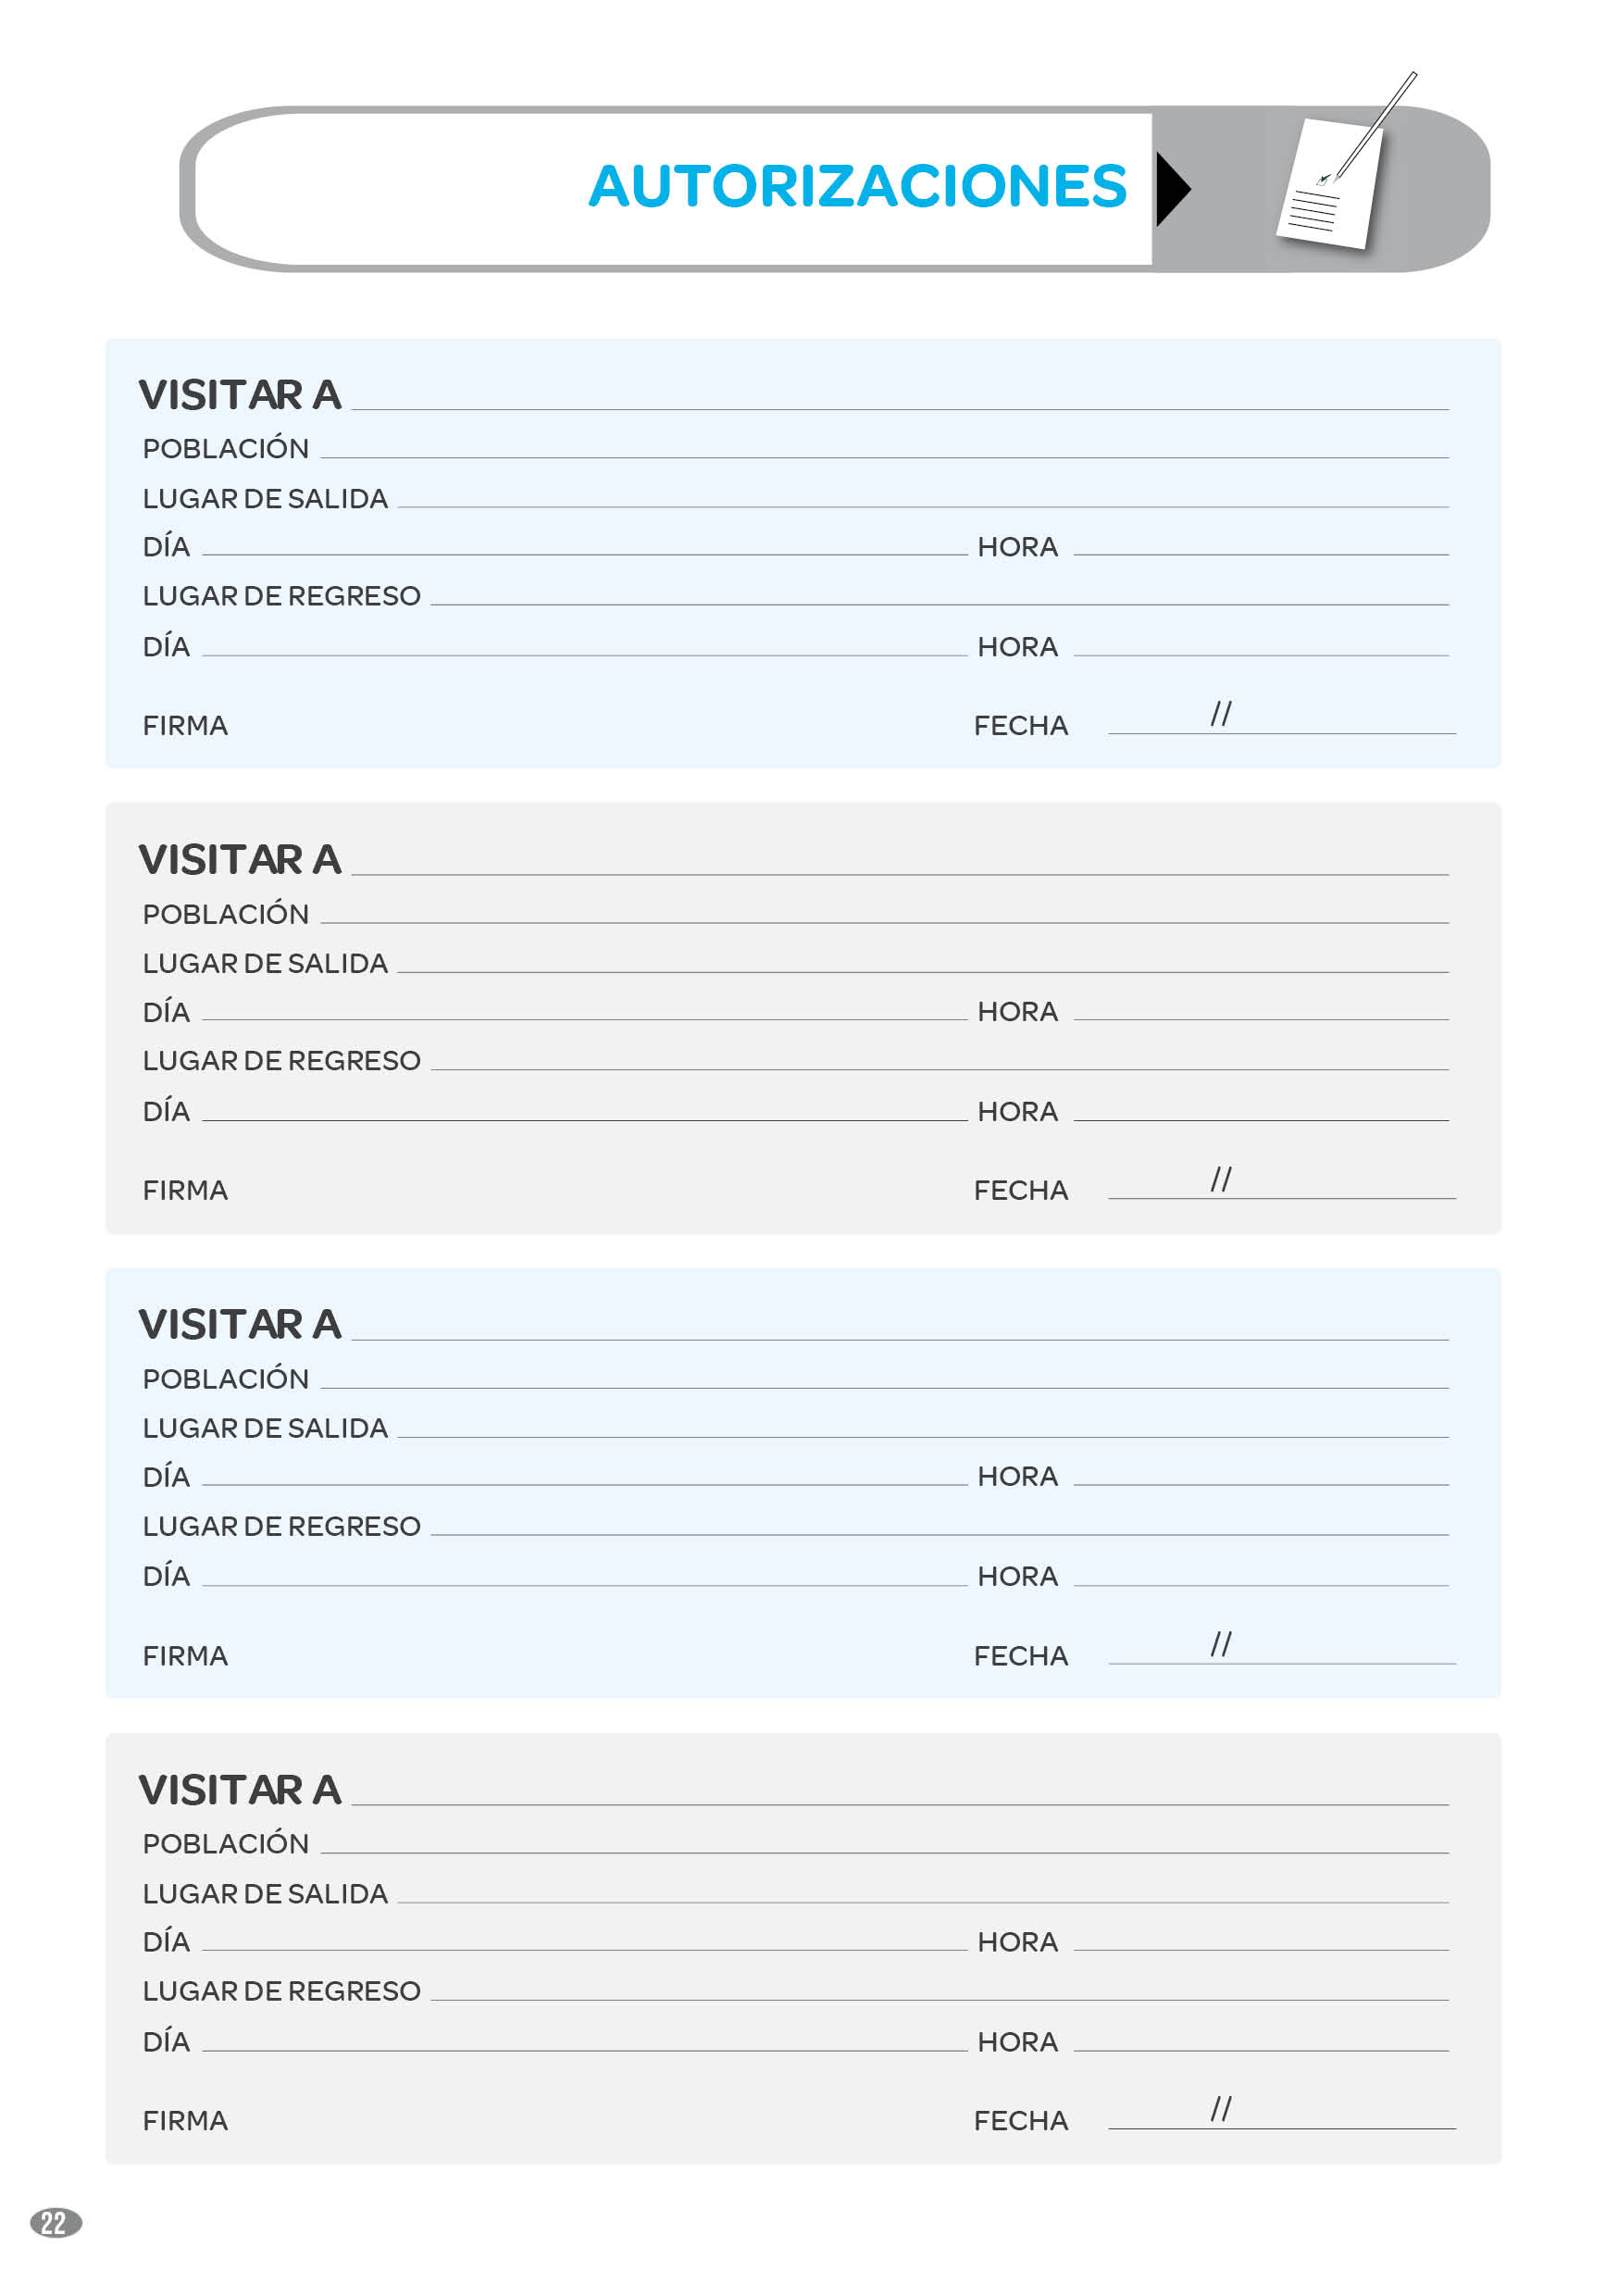 AUTORIZACIONES
VISITAR A
POBLACIÓN
LUGAR DE SALIDA
DÍA HORA
LUGAR DE REGRESO
DÍA HORA
FIRMA FECHA //
VISITAR A
POBLACIÓN
LUGAR DE SALIDA
DÍA HORA
LUGAR DE REGRESO
DÍA HORA
FIRMA FECHA //
VISITAR A
POBLACIÓN
LUGAR DE SALIDA
DÍA HORA
LUGAR DE REGRESO
DÍA HORA
FIRMA FECHA //
VISITAR A
POBLACIÓN
LUGAR DE SALIDA
DÍA HORA
LUGAR DE REGRESO
DÍA HORA
FIRMA FECHA //
22